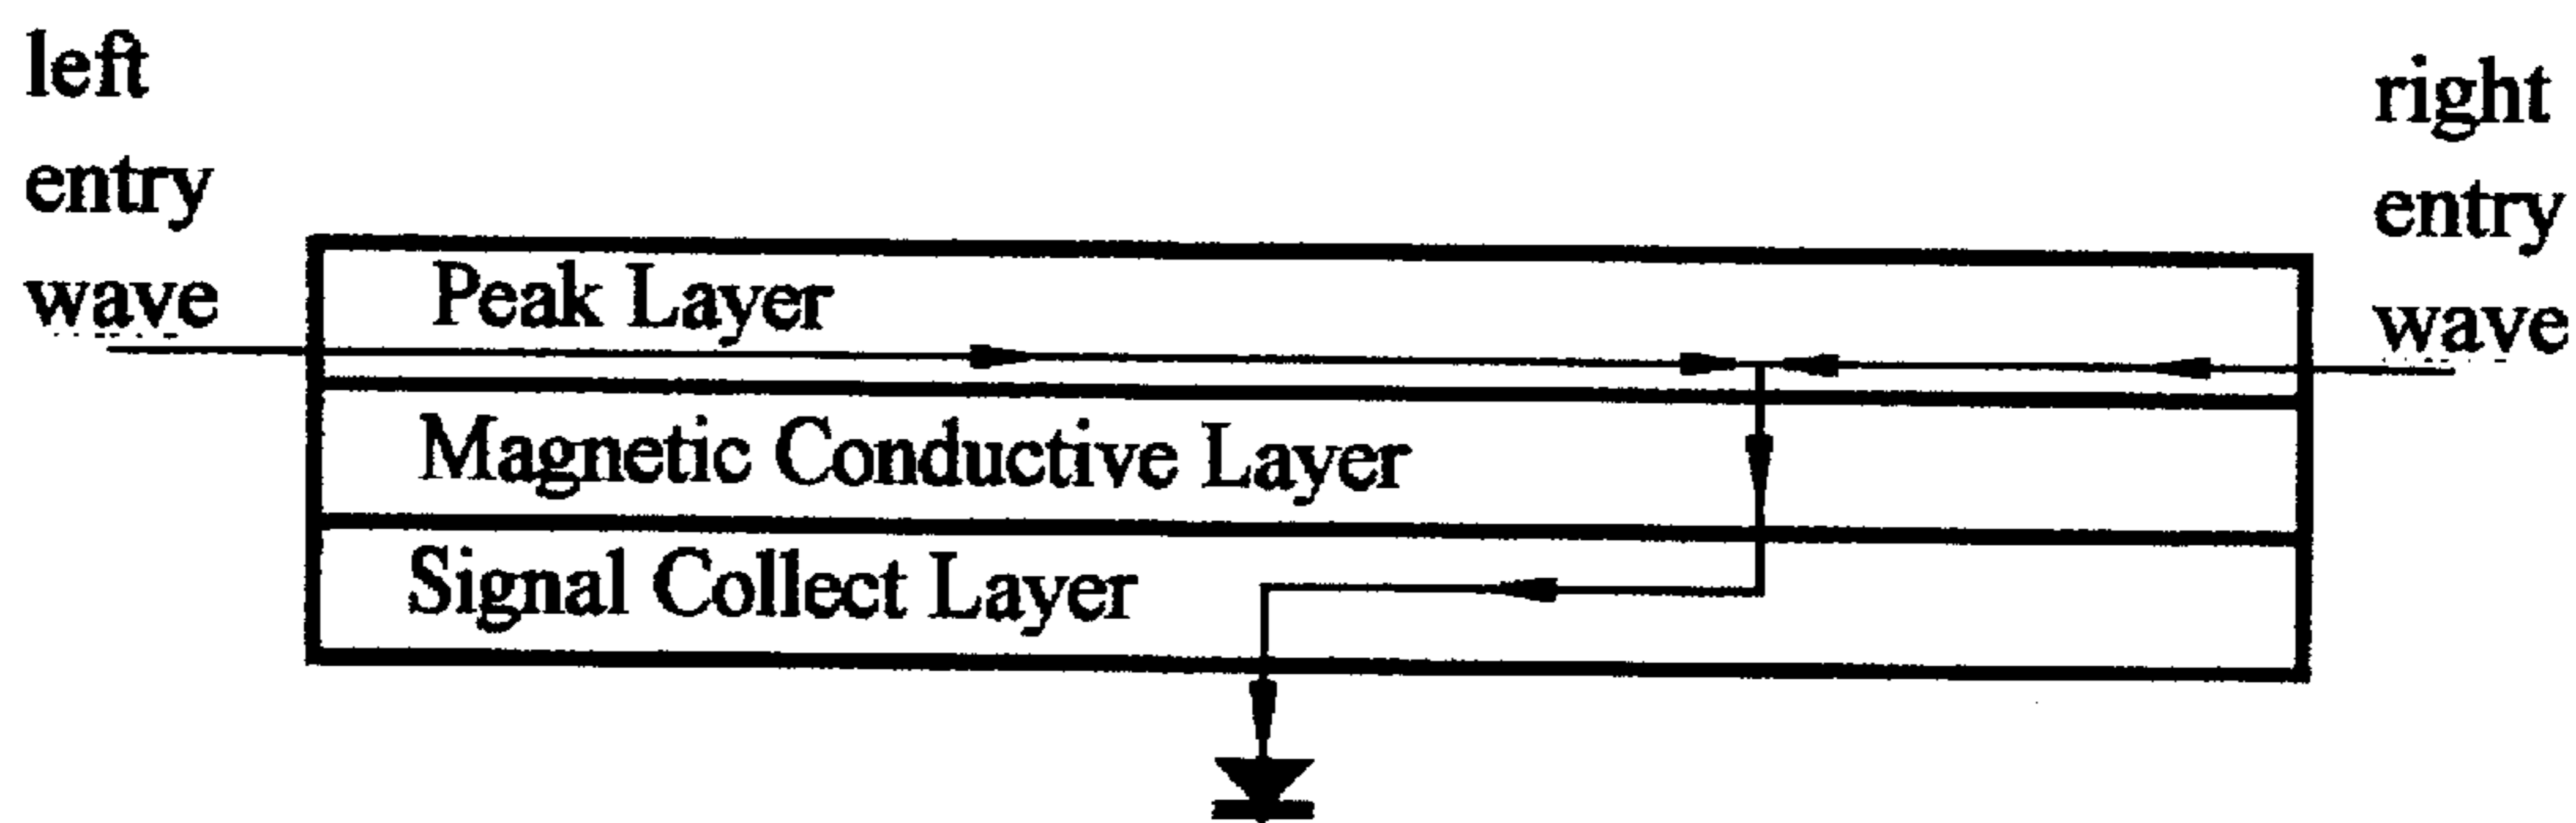 left
entry
wave
right
entry
wave
Peak Layer
Magnetic Conductive Layer
Signal Collect Layer